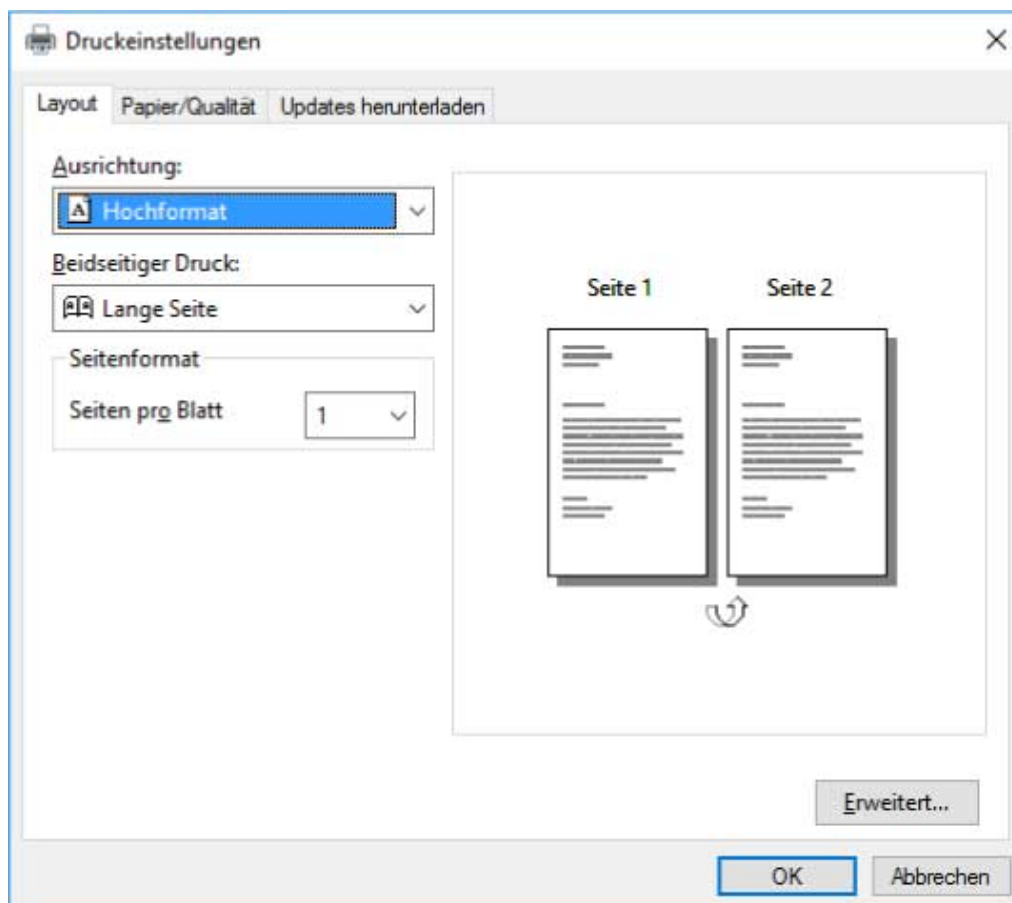 Druckeinstellungen
Layout Papier/Qualität Updates herunterladen
Ausrichtung:
A Hochformat
Beidseitiger Druck:
Lange Seite
Seitenformat
Seiten pro Blatt 1
Seite 1 Seite 2
Erweitert...
OK Abbrechen